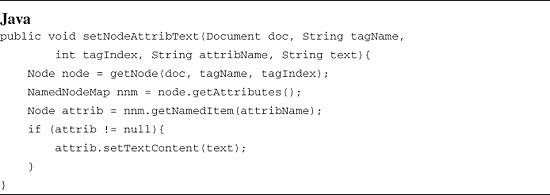 Java
public void setNodeAttribText(Document doc, String tagName,
        int tagIndex, String attribName, String text){
    Node node = getNode(doc, tagName, tagIndex);
    NamedNodeMap nnm = node.getAttributes();
    Node attrib = nnm.getNamedItem(attribName);
    if (attrib != null){
        attrib.setTextContent(text);
    }
}